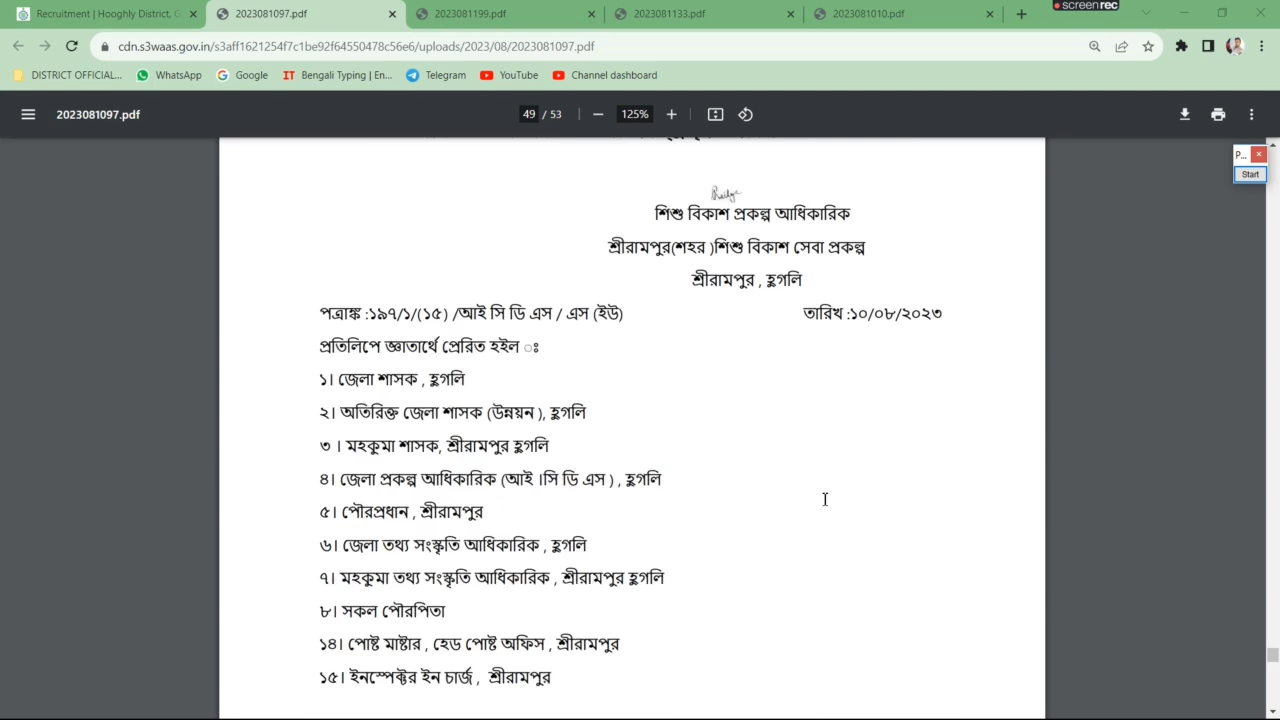 Recruitment | Hooghly District, G
2023081097.pdf
2023081199.pdf
2023081133.pdf
2023081010.pdf
screenrec
cdn.s3waas.gov.in/s3aff1621254f7c1be92f64550478c56e6/uploads/2023/08/2023081097.pdf
DISTRICT OFFICIAL...
WhatsApp
Google
Bengali Typing | En...
Telegram
YouTube
Channel dashboard
2023081097.pdf
49 / 53
125%
P...
Start
শিশু বিকাশ প্রকল্প আধিকারিক
শ্রীরামপুর(শহর )শিশু বিকাশ সেবা প্রকল্প
শ্রীরামপুর , হুগলি
পত্রাঙ্ক :১৯৭/১/(১৫) /আই সি ডি এস / এস (ইউ) তারিখ :১০/০৮/২০২৩
প্রতিলিপে জ্ঞাতার্থে প্রেরিত হইল ঃ
১। জেলা শাসক , হুগলি
২। অতিরিক্ত জেলা শাসক (উন্নয়ন ), হুগলি
৩ । মহকুমা শাসক, শ্রীরামপুর হুগলি
৪। জেলা প্রকল্প আধিকারিক (আই ।সি ডি এস ) , হুগলি
৫। পৌরপ্রধান , শ্রীরামপুর
৬। জেলা তথ্য সংস্কৃতি আধিকারিক , হুগলি
৭। মহকুমা তথ্য সংস্কৃতি আধিকারিক , শ্রীরামপুর হুগলি
৮। সকল পৌরপিতা
১৪। পোষ্ট মাষ্টার , হেড পোষ্ট অফিস , শ্রীরামপুর
১৫। ইনস্পেক্টর ইন চার্জ , শ্রীরামপুর